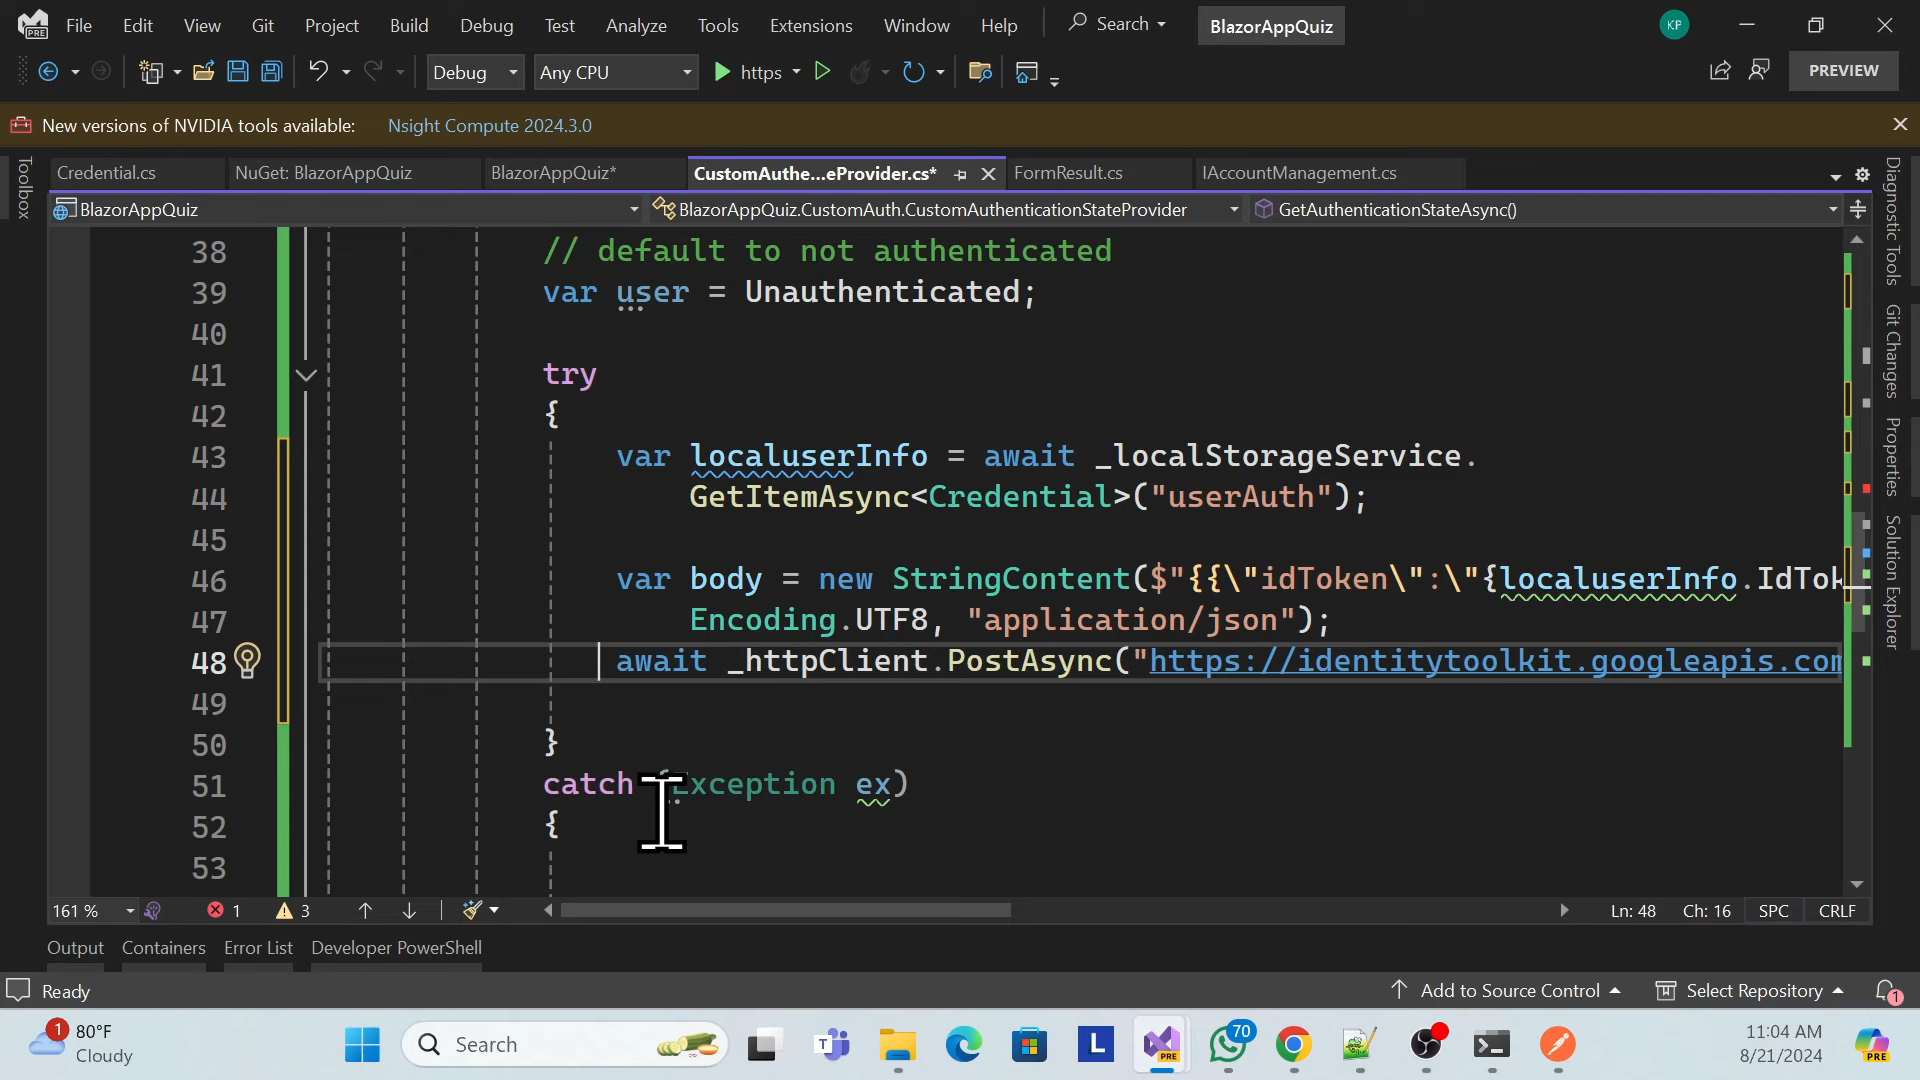 File Edit View Git Project Build Debug Test Analyze Tools Extensions Window Help Search BlazorAppQuiz KP
PRE
Debug Any CPU https PREVIEW
New versions of NVIDIA tools available: Nsight Compute 2024.3.0
Credential.cs NuGet: BlazorAppQuiz BlazorAppQuiz* CustomAuthe...eProvider.cs* FormResult.cs IAccountManagement.cs
BlazorAppQuiz BlazorAppQuiz.CustomAuth.CustomAuthenticationStateProvider GetAuthenticationStateAsync()
Toolbox
Diagnostic Tools
Git Changes
Properties
Solution Explorer
38 // default to not authenticated
39 var user = Unauthenticated;
40
41 try
42 {
43 var localuserInfo = await _localStorageService.
44 GetItemAsync<Credential>("userAuth");
45
46 var body = new StringContent($"{{\"idToken\":\"{localuserInfo.IdTok
47 Encoding.UTF8, "application/json");
48 await _httpClient.PostAsync("https://identitytoolkit.googleapis.com
49
50 }
51 catch (Exception ex)
52 {
53
161 % 1 3 Ln: 48 Ch: 16 SPC CRLF
Output Containers Error List Developer PowerShell
Ready Add to Source Control Select Repository 1
1 80°F Search L PRE 70 11:04 AM
Cloudy 8/21/2024 PRE